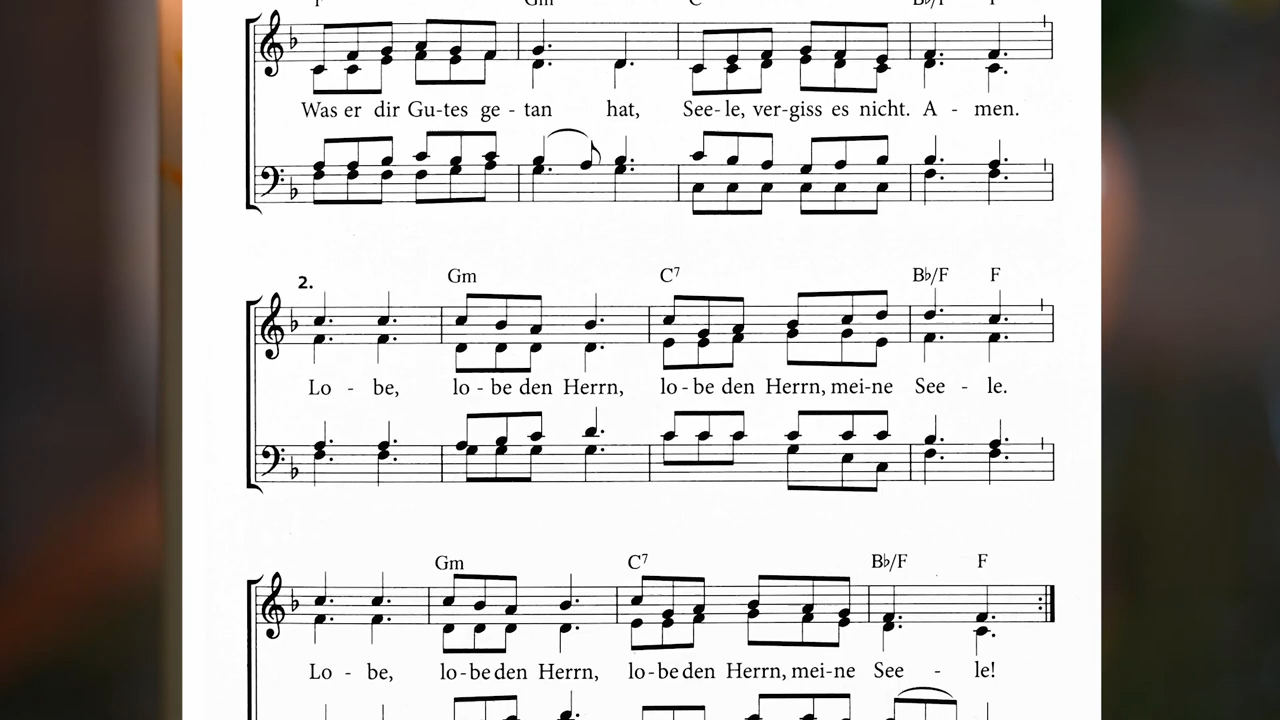 Was er dir Gu-tes ge - tan hat, See-le, ver-giss es nicht. A - men.
2. Gm C7 B♭/F F
Lo - be, lo - be den Herrn, lo - be den Herrn, mei-ne See - le.
Gm C7 B♭/F F
Lo - be, lo-be den Herrn, lo-be den Herrn, mei-ne See - le!